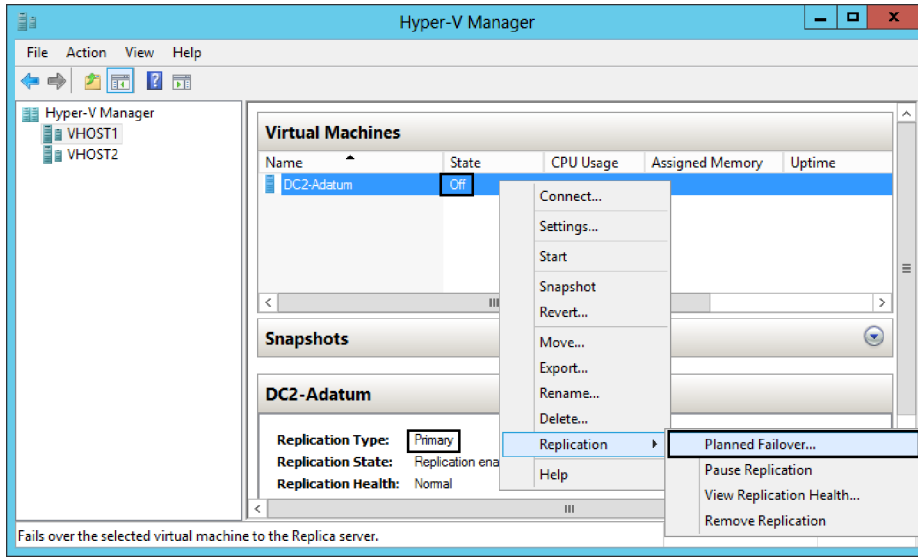 Hyper-V Manager
File Action View Help
Hyper-V Manager
VHOST1
VHOST2
Virtual Machines
Name State CPU Usage Assigned Memory Uptime
DC2-Adatum Off
Connect...
Settings...
Start
Snapshot
Revert...
Move...
Export...
Rename...
Delete...
Replication
Help
Snapshots
DC2-Adatum
Replication Type: Primary
Replication State: Replication ena
Replication Health: Normal
Planned Failover...
Pause Replication
View Replication Health...
Remove Replication
Fails over the selected virtual machine to the Replica server.